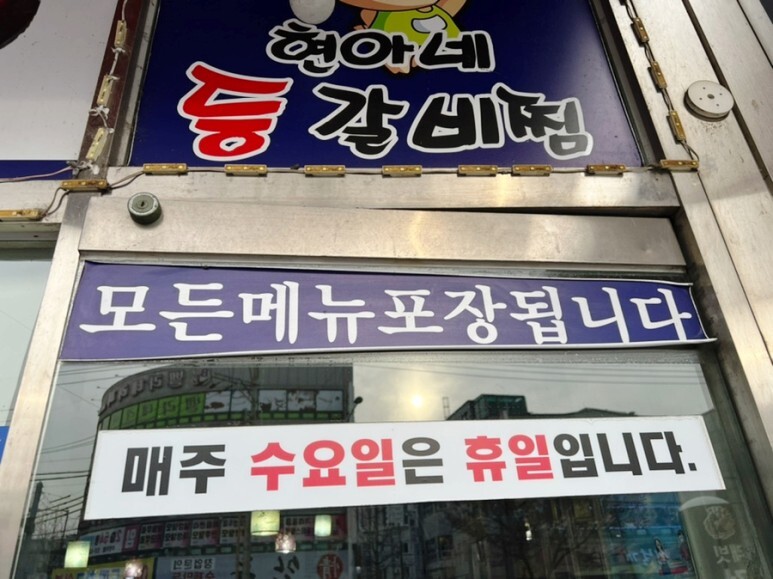 현아네
등갈비찜
모든메뉴포장됩니다
매주 수요일은 휴일입니다.